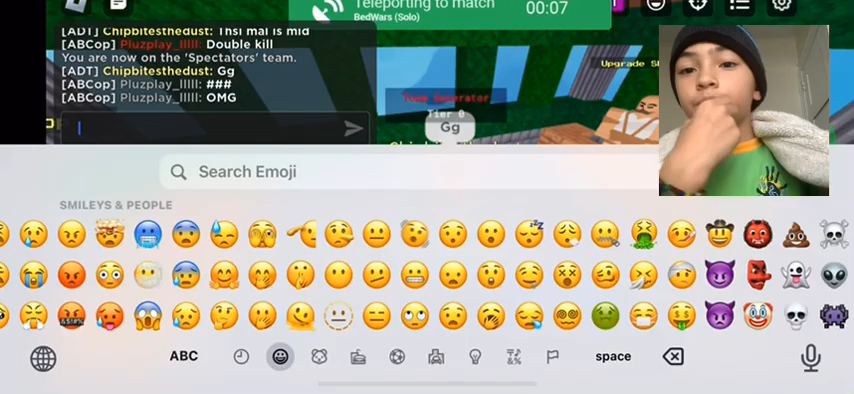 Teleporting to match
BedWars (Solo)
00:07
[ADT] Chipbitesthedust: Thsi mal is mid
[ABCop] Pluzplay_lllll: Double kill
You are now on the 'Spectators' team.
[ADT] Chipbitesthedust: Gg
[ABCop] Pluzplay_lllll: ###
[ABCop] Pluzplay_lllll: OMG
Upgrade
Team Generator
Tier 0
Gg
Search Emoji
SMILEYS & PEOPLE
ABC
space